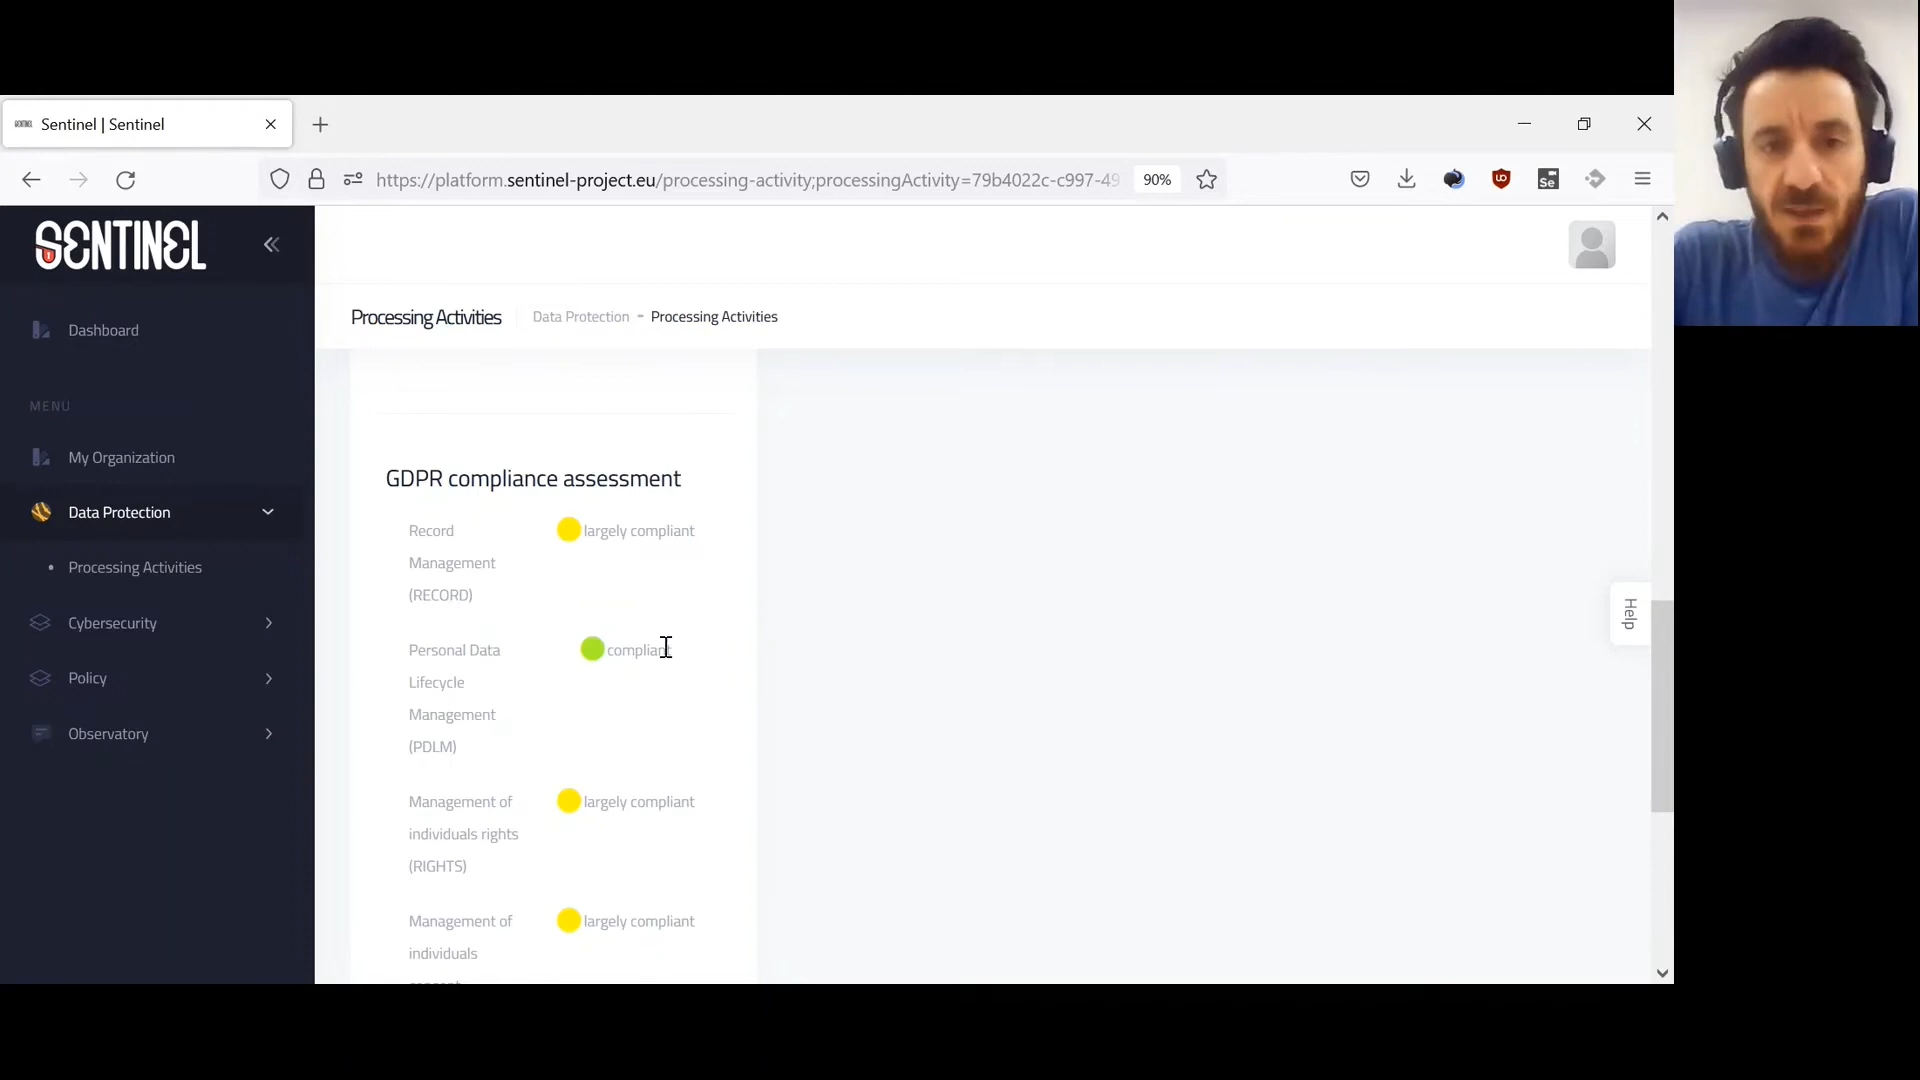 Sentinel | Sentinel
https://platform.sentinel-project.eu/processing-activity;processingActivity=79b4022c-c997-49
90%
SENTINEL
Dashboard
MENU
My Organization
Data Protection
Processing Activities
Cybersecurity
Policy
Observatory
Processing Activities
Data Protection - Processing Activities
GDPR compliance assessment
Record
Management
(RECORD)
largely compliant
Personal Data
Lifecycle
Management
(PDLM)
compliant
Management of
individuals rights
(RIGHTS)
largely compliant
Management of
individuals
largely compliant
Help
Se